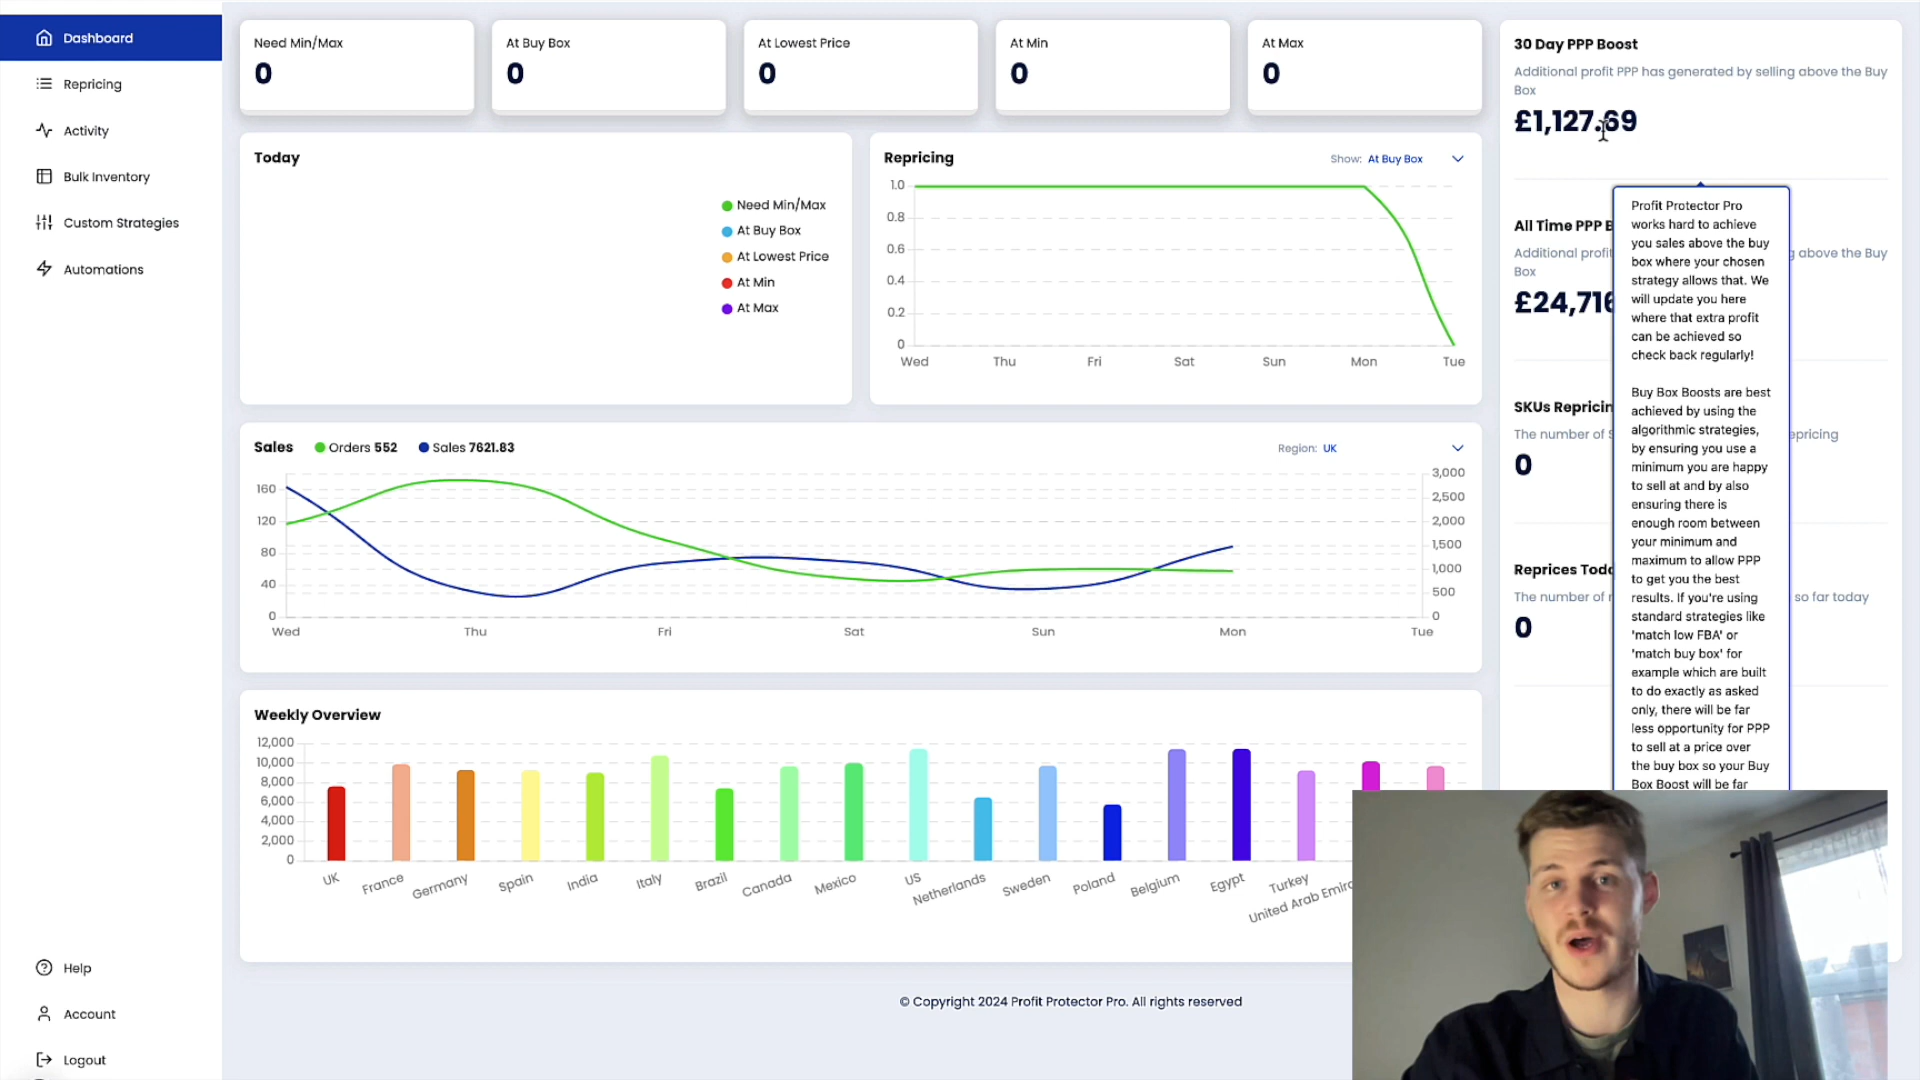 Dashboard
Repricing
Activity
Bulk Inventory
Custom Strategies
Automations
Help
Account
Logout
Need Min/Max
0
At Buy Box
0
At Lowest Price
0
At Min
0
At Max
0
Today
Need Min/Max
At Buy Box
At Lowest Price
At Min
At Max
Repricing
Show: At Buy Box
1.0
0.8
0.6
0.4
0.2
0
Wed Thu Fri Sat Sun Mon Tue
Sales Orders 552 Sales 7621.83
Region: UK
160
120
80
40
0
3,000
2,500
2,000
1,500
1,000
500
0
Wed Thu Fri Sat Sun Mon Tue
Weekly Overview
12,000
10,000
8,000
6,000
4,000
2,000
0
UK France Germany Spain India Italy Brazil Canada Mexico US Netherlands Sweden Poland Belgium Egypt Turkey United Arab
© Copyright 2024 Profit Protector Pro. All rights reserved
30 Day PPP Boost
Additional profit PPP has generated by selling above the Buy
Box
£1,127.69
All Time PPP
Additional above the Buy
Box
£24,716
SKUs
The number of
0
Reprices
The number of so far today
0
Profit Protector Pro
works hard to achieve
you sales above the buy
box where your chosen
strategy allows that. We
will update you here
where that extra profit
can be achieved so
check back regularly!
Buy Box Boosts are best
achieved by using the
algorithmic strategies,
by ensuring you use a
minimum you are happy
to sell at and by also
ensuring there is
enough room between
your minimum and
maximum to allow PPP
to get you the best
results. If you're using
standard strategies like
'match low FBA' or
'match buy box' for
example which are built
to do exactly as asked
only, there will be far
less opportunity for PPP
to sell at a price over
the buy box so your Buy
Box Boost will be far